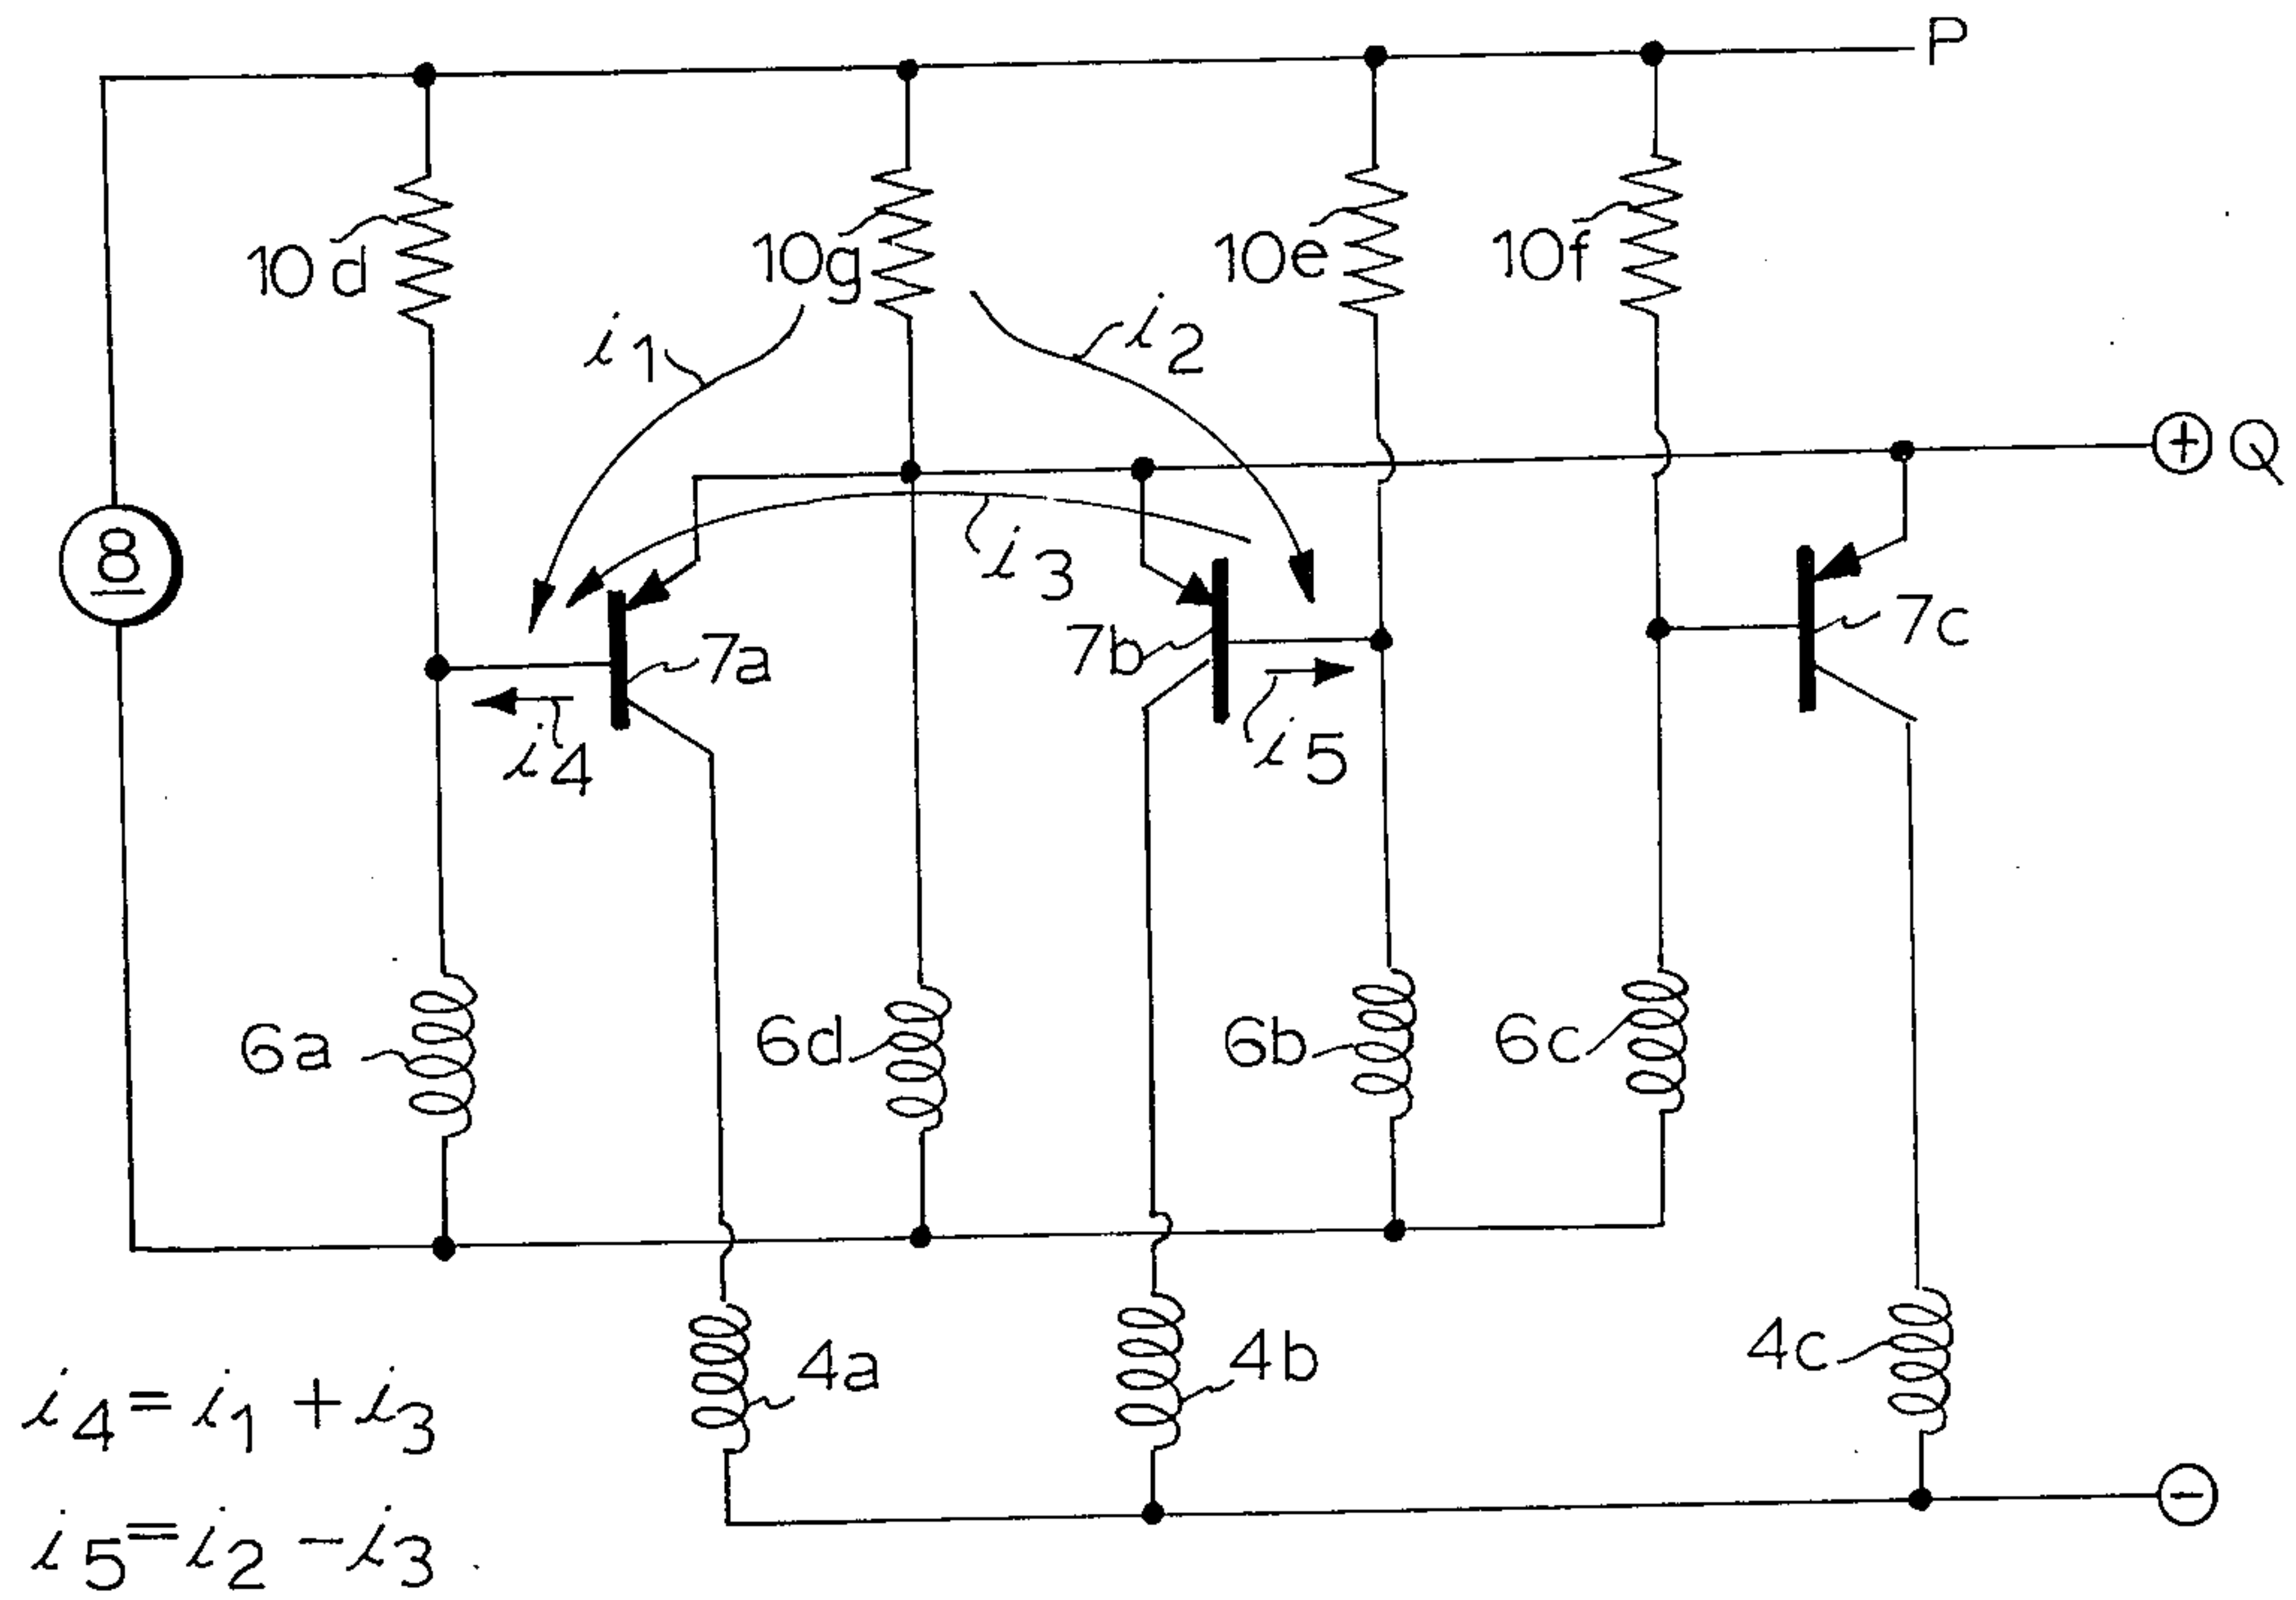 P
10d
10g
10e
10f
i1
i2
+ Q
8
i3
7a
7b
7c
i4
i5
6a
6d
6b
6c
4a
4b
4c
i4=i1+i3
−
i5=i2−i3